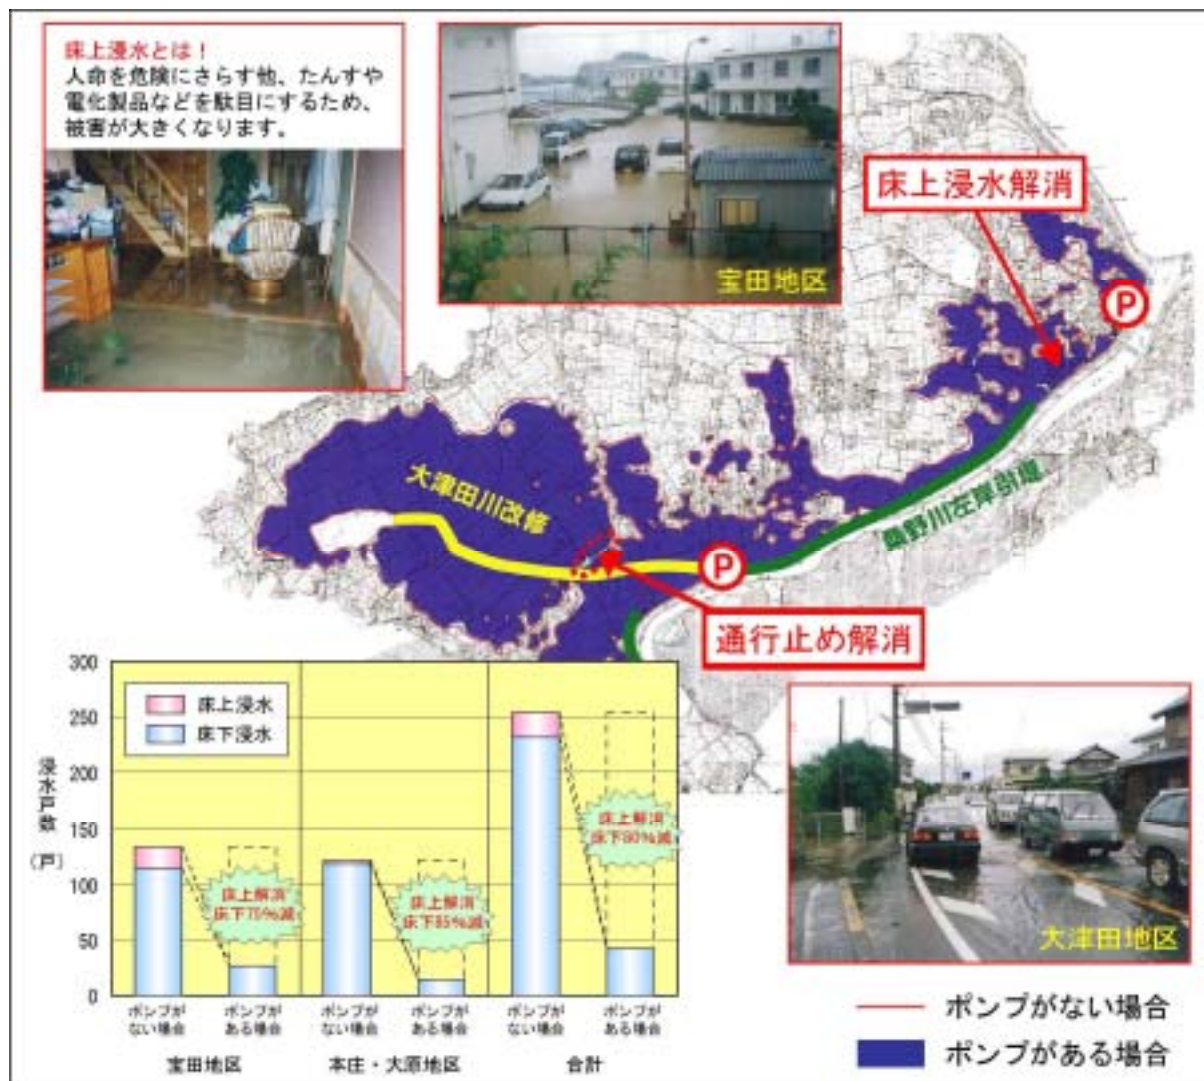 床上浸水とは！
人命を危険にさらす他、たんすや
電化製品などを駄目にするため、
被害が大きくなります。
宝田地区
床上浸水解消
P
大津田川改修
桑野川左岸引堤
P
通行止め解消
300
250
200
150
100
50
0
浸水戸数
(戸)
床上浸水
床下浸水
床上解消
床下75%減
床上解消
床下85%減
床上解消
床下80%減
ポンプが
ない場合
ポンプが
ある場合
ポンプが
ない場合
ポンプが
ある場合
ポンプが
ない場合
ポンプが
ある場合
宝田地区
本庄・大原地区
合計
大津田地区
ポンプがない場合
ポンプがある場合